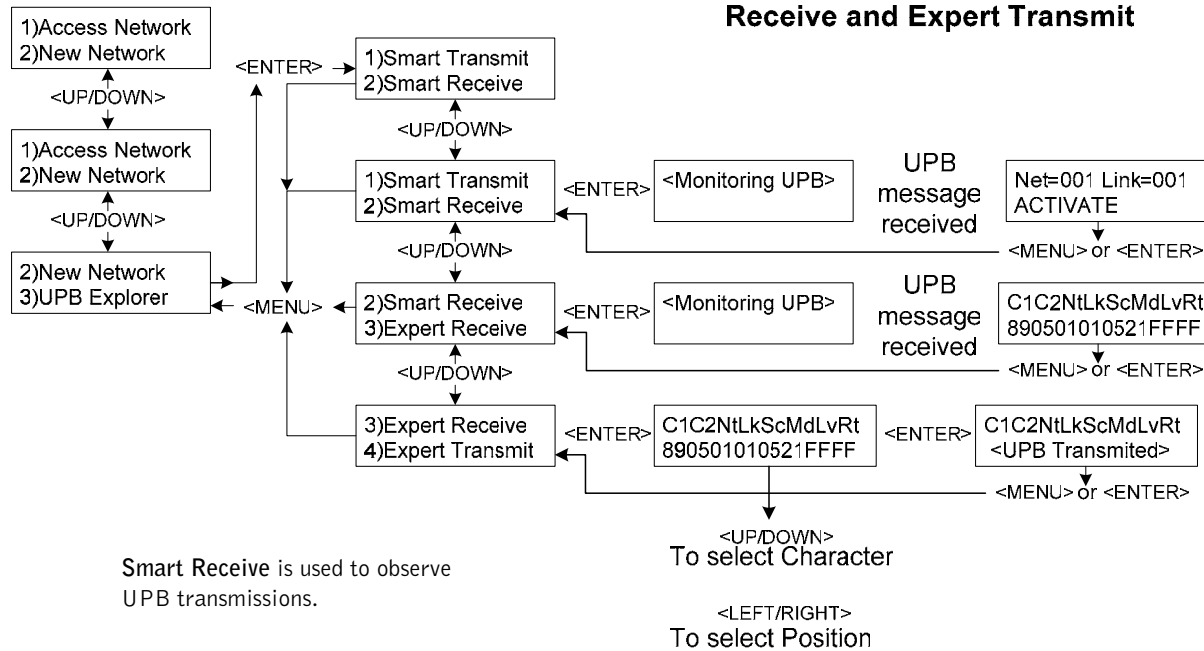 Receive and Expert Transmit
1)Access Network
2)New Network
<UP/DOWN>
1)Access Network
2)New Network
<UP/DOWN>
2)New Network
3)UPB Explorer
<ENTER>
<MENU>
1)Smart Transmit
2)Smart Receive
<UP/DOWN>
1)Smart Transmit
2)Smart Receive
<ENTER>
<Monitoring UPB>
UPB
message
received
Net=001 Link=001
ACTIVATE
<MENU> or <ENTER>
<UP/DOWN>
2)Smart Receive
3)Expert Receive
<ENTER>
<Monitoring UPB>
UPB
message
received
C1C2NtLkScMdLvRt
890501010521FFFF
<MENU> or <ENTER>
<UP/DOWN>
3)Expert Receive
4)Expert Transmit
<ENTER>
C1C2NtLkScMdLvRt
890501010521FFFF
<ENTER>
C1C2NtLkScMdLvRt
<UPB Transmited>
<MENU> or <ENTER>
<UP/DOWN>
To select Character
<LEFT/RIGHT>
To select Position
Smart Receive is used to observe
UPB transmissions.